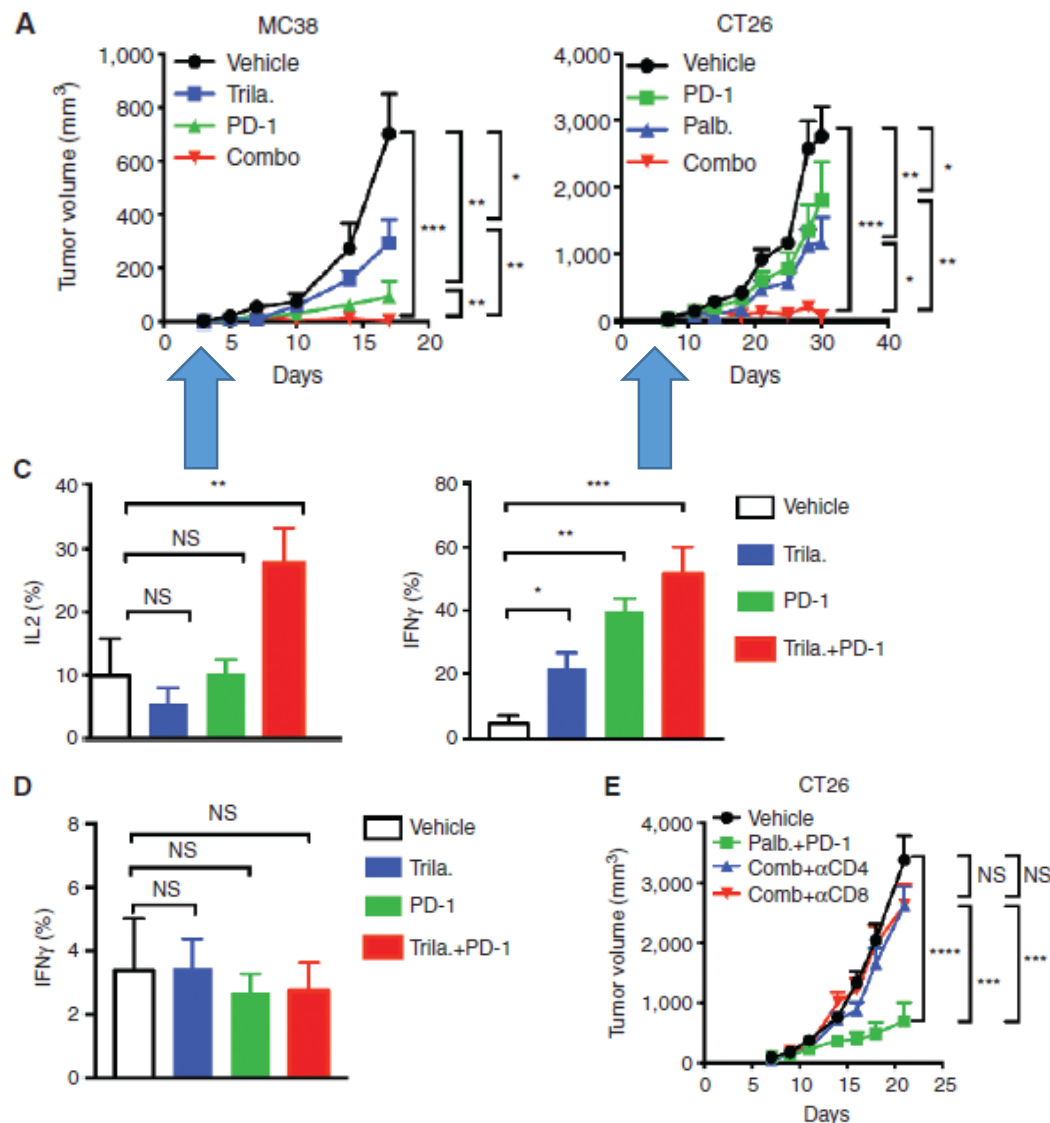 A
MC38
Tumor volume (mm³)
1,000
800
600
400
200
0
0 5 10 15 20
Days
Vehicle
Trila.
PD-1
Combo
***
**
**
*
**
CT26
4,000
3,000
2,000
1,000
0
0 10 20 30 40
Days
Vehicle
PD-1
Palb.
Combo
***
**
*
*
**
C
IL2 (%)
40
30
20
10
0
**
NS
NS
IFNγ (%)
80
60
40
20
0
***
**
*
Vehicle
Trila.
PD-1
Trila.+PD-1
D
IFNγ (%)
8
6
4
2
0
NS
NS
NS
Vehicle
Trila.
PD-1
Trila.+PD-1
E
CT26
Tumor volume (mm³)
4,000
3,000
2,000
1,000
0
0 5 10 15 20 25
Days
Vehicle
Palb.+PD-1
Comb+αCD4
Comb+αCD8
****
NS
***
NS
***